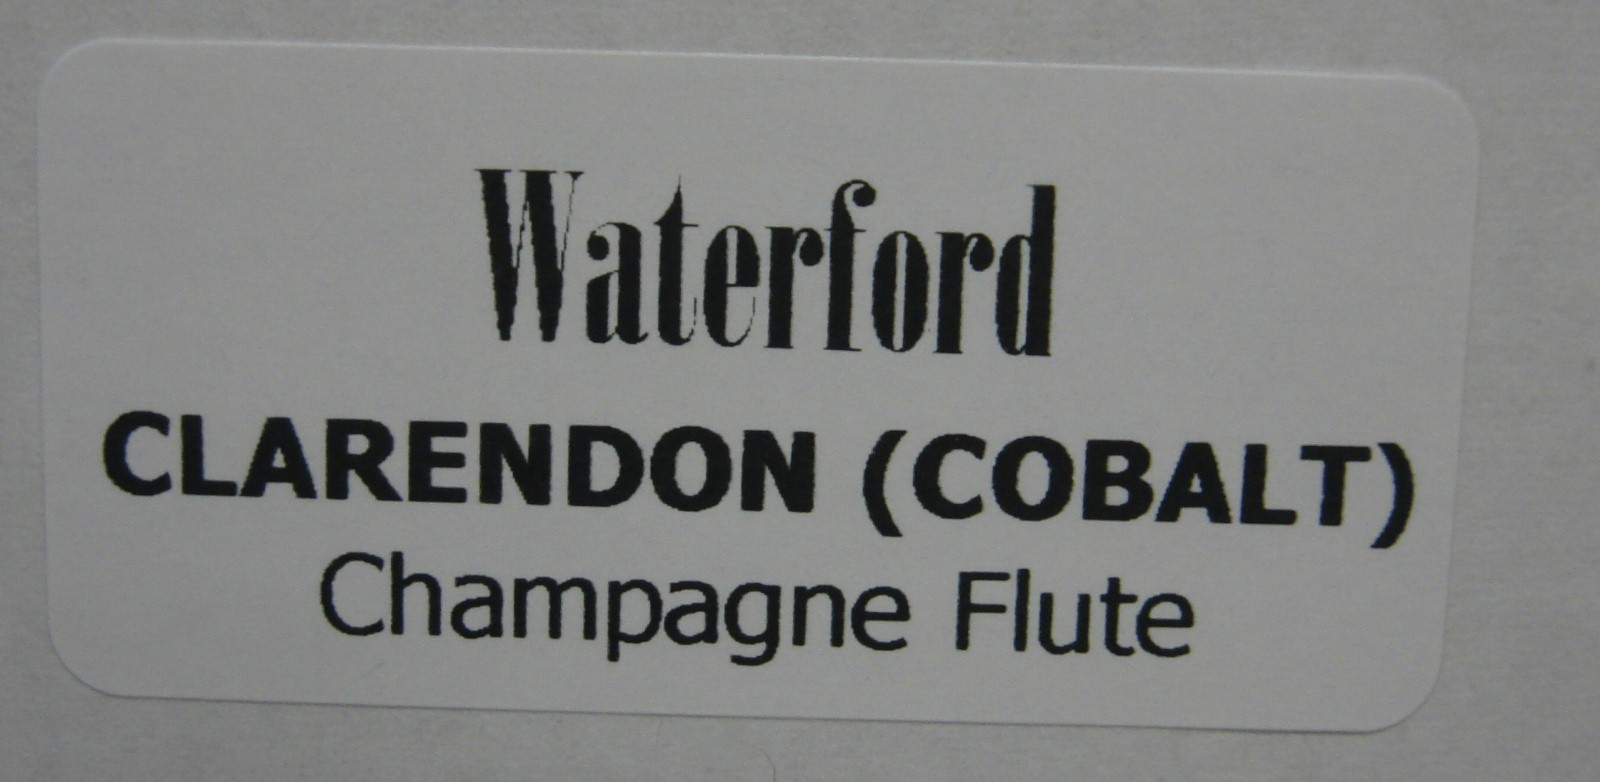 Waterford
CLARENDON (COBALT)
Champagne Flute